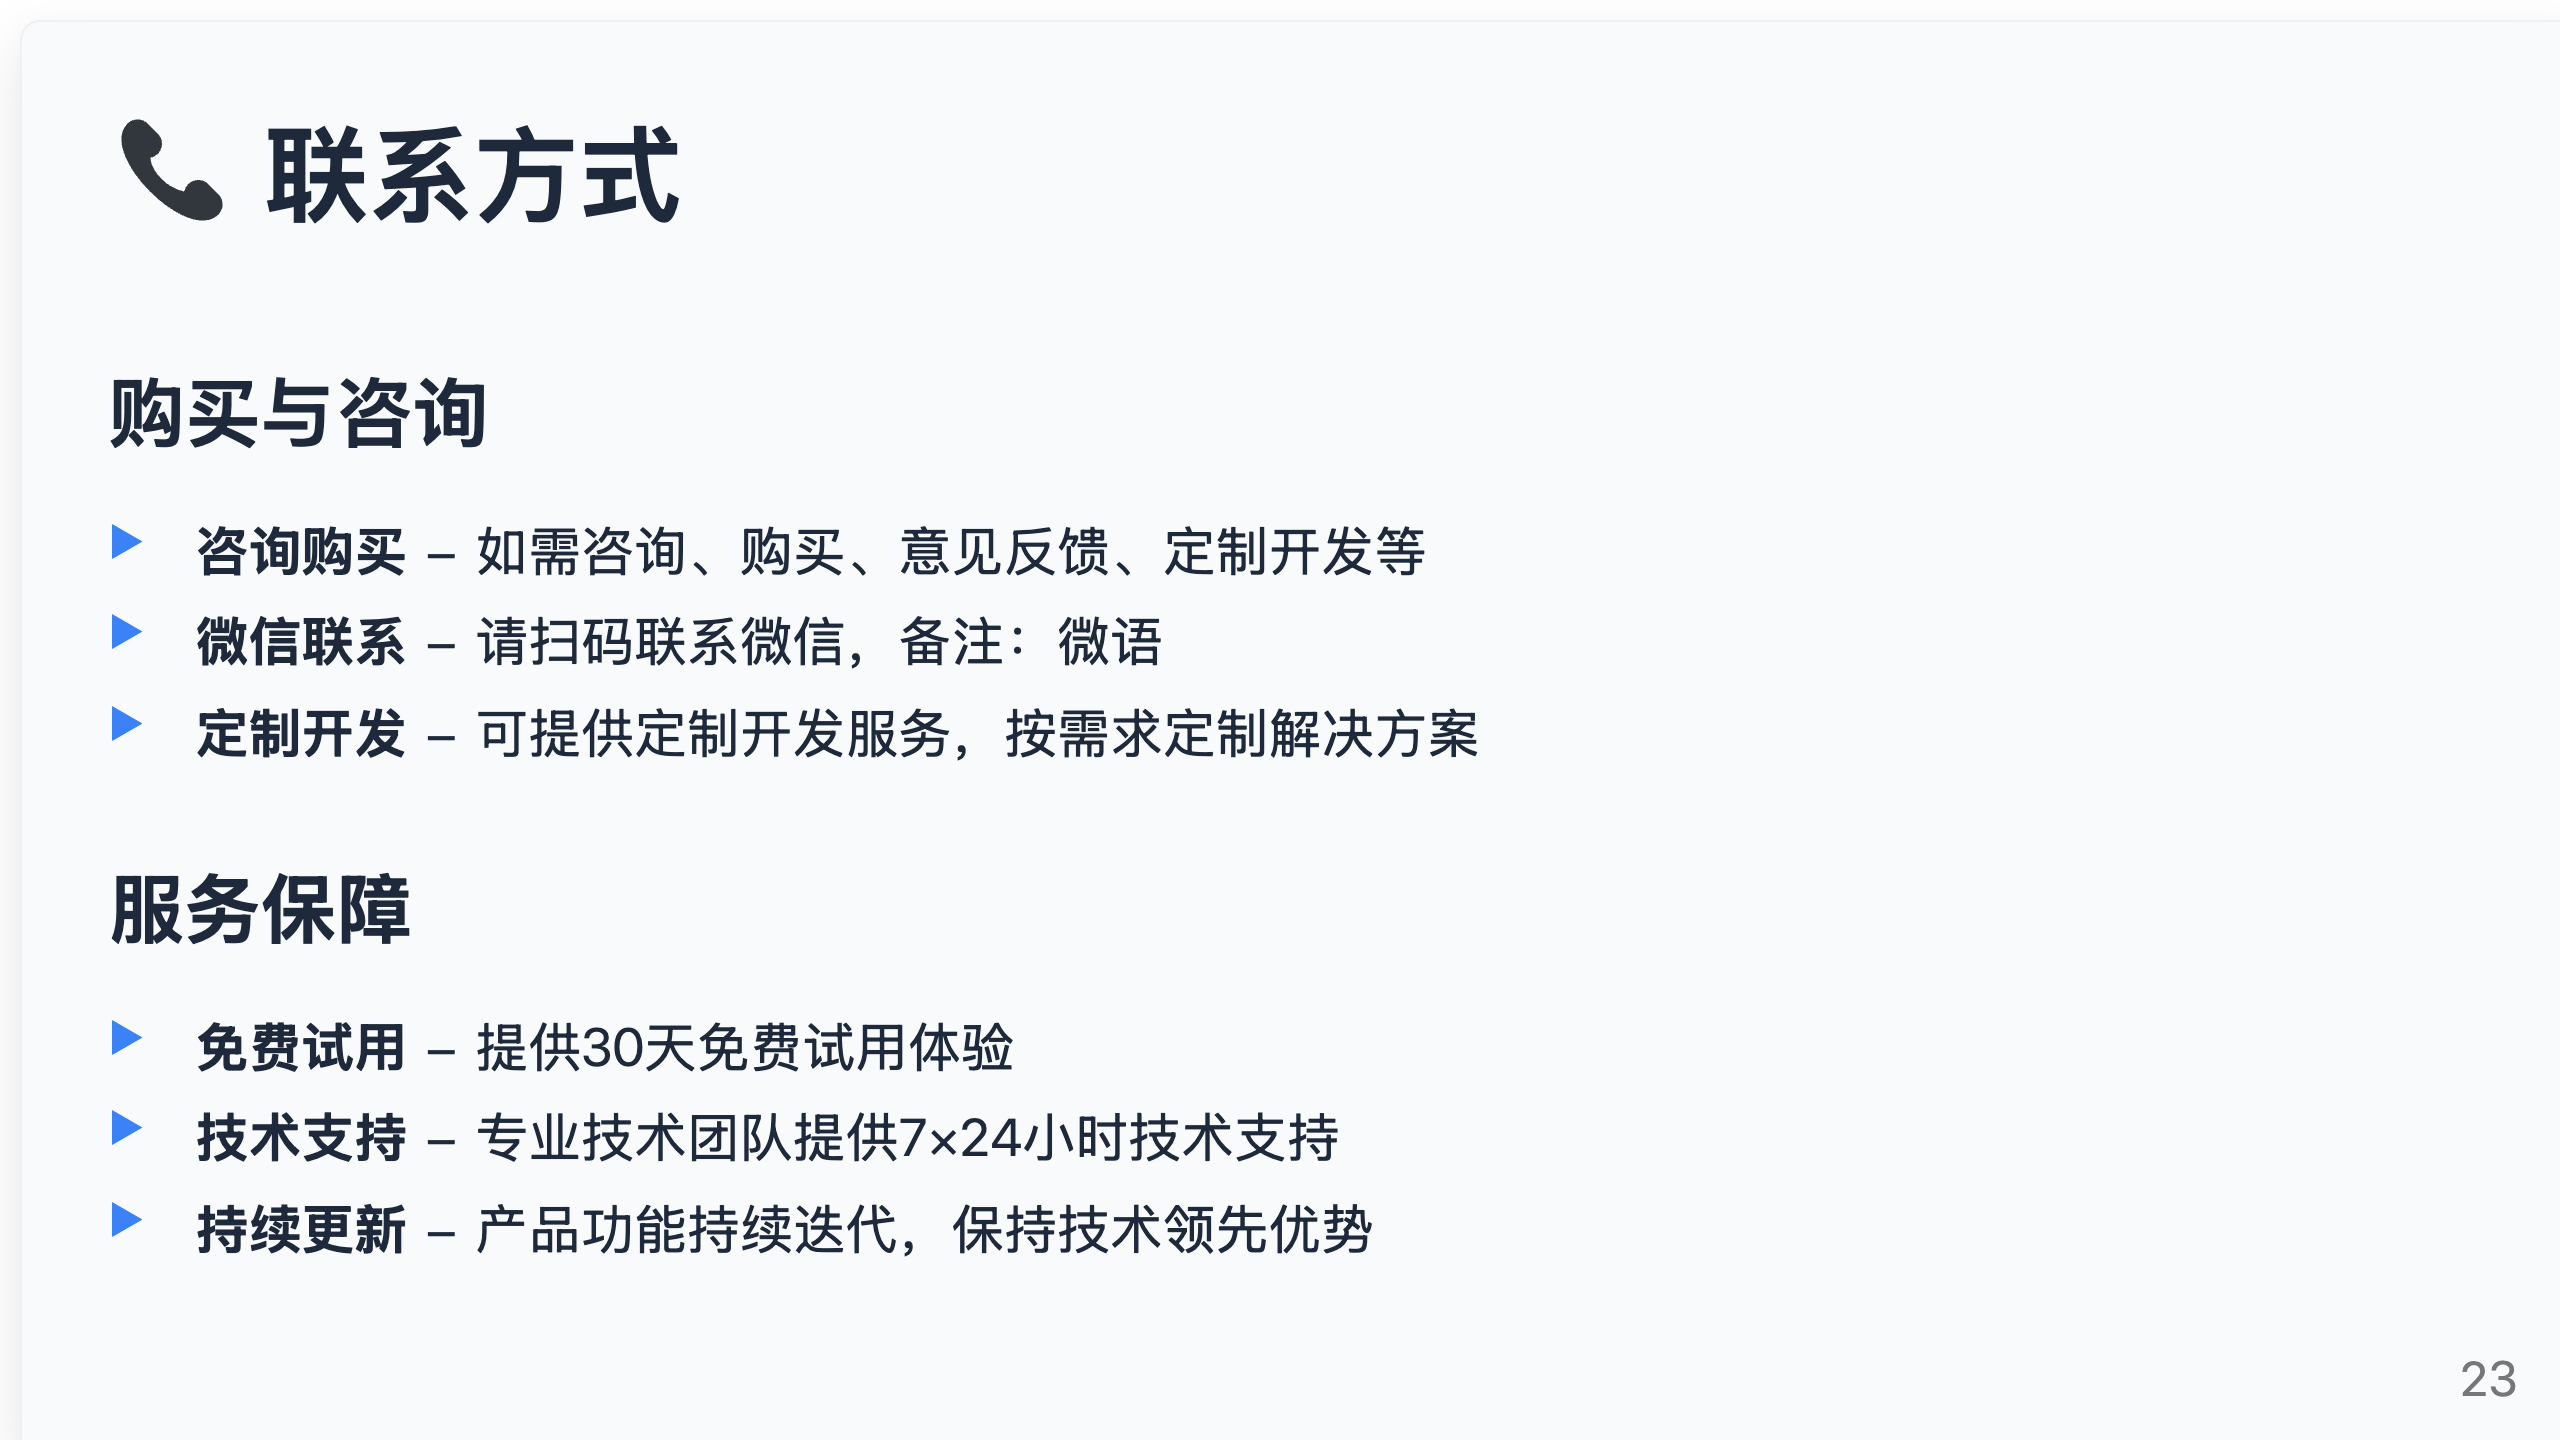 📞 联系方式
购买与咨询
▶ 咨询购买 – 如需咨询、购买、意见反馈、定制开发等
▶ 微信联系 – 请扫码联系微信，备注：微语
▶ 定制开发 – 可提供定制开发服务，按需求定制解决方案
服务保障
▶ 免费试用 – 提供30天免费试用体验
▶ 技术支持 – 专业技术团队提供7×24小时技术支持
▶ 持续更新 – 产品功能持续迭代，保持技术领先优势
23